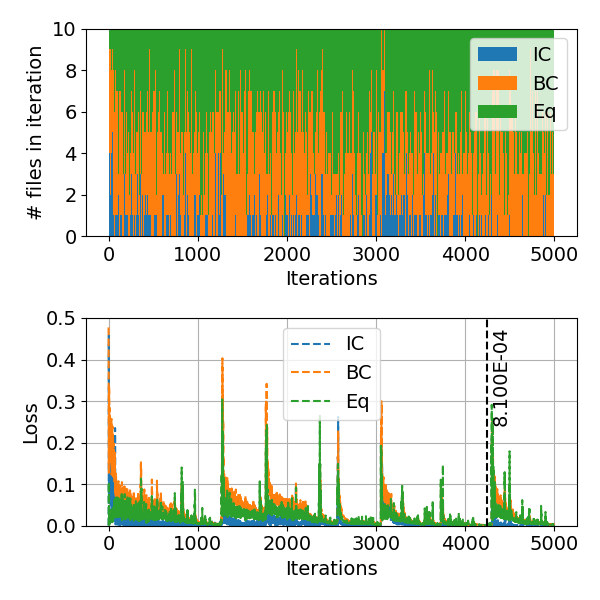 10
8
6
4
2
0
# files in iteration
IC
BC
Eq
0 1000 2000 3000 4000 5000
Iterations
0.5
0.4
0.3
0.2
0.1
0.0
Loss
IC
BC
Eq
8.100E-04
0 1000 2000 3000 4000 5000
Iterations